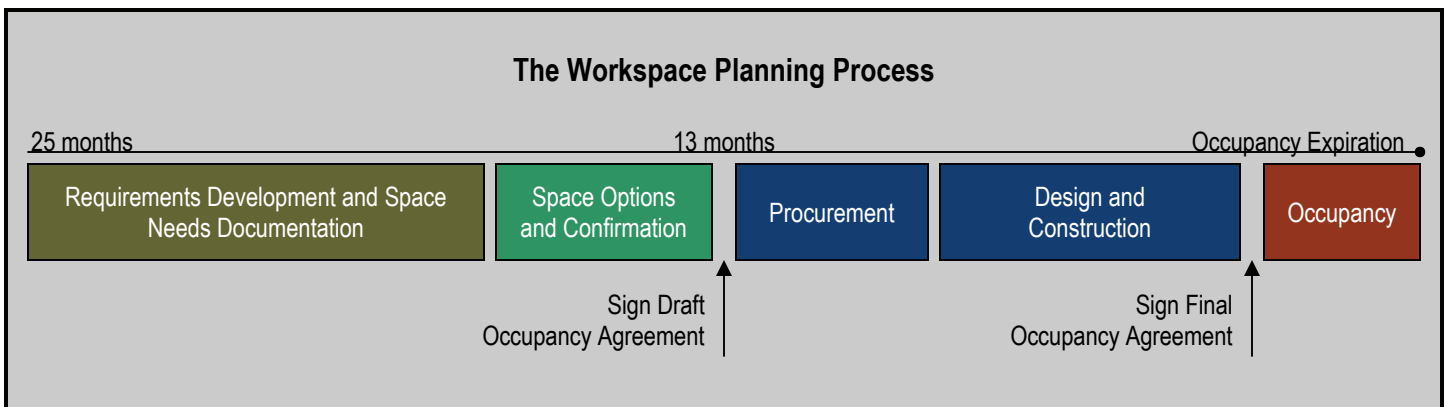 The Workspace Planning Process
25 months
13 months
Occupancy Expiration
Requirements Development and Space
Needs Documentation
Space Options
and Confirmation
Procurement
Design and
Construction
Occupancy
Sign Draft
Occupancy Agreement
Sign Final
Occupancy Agreement